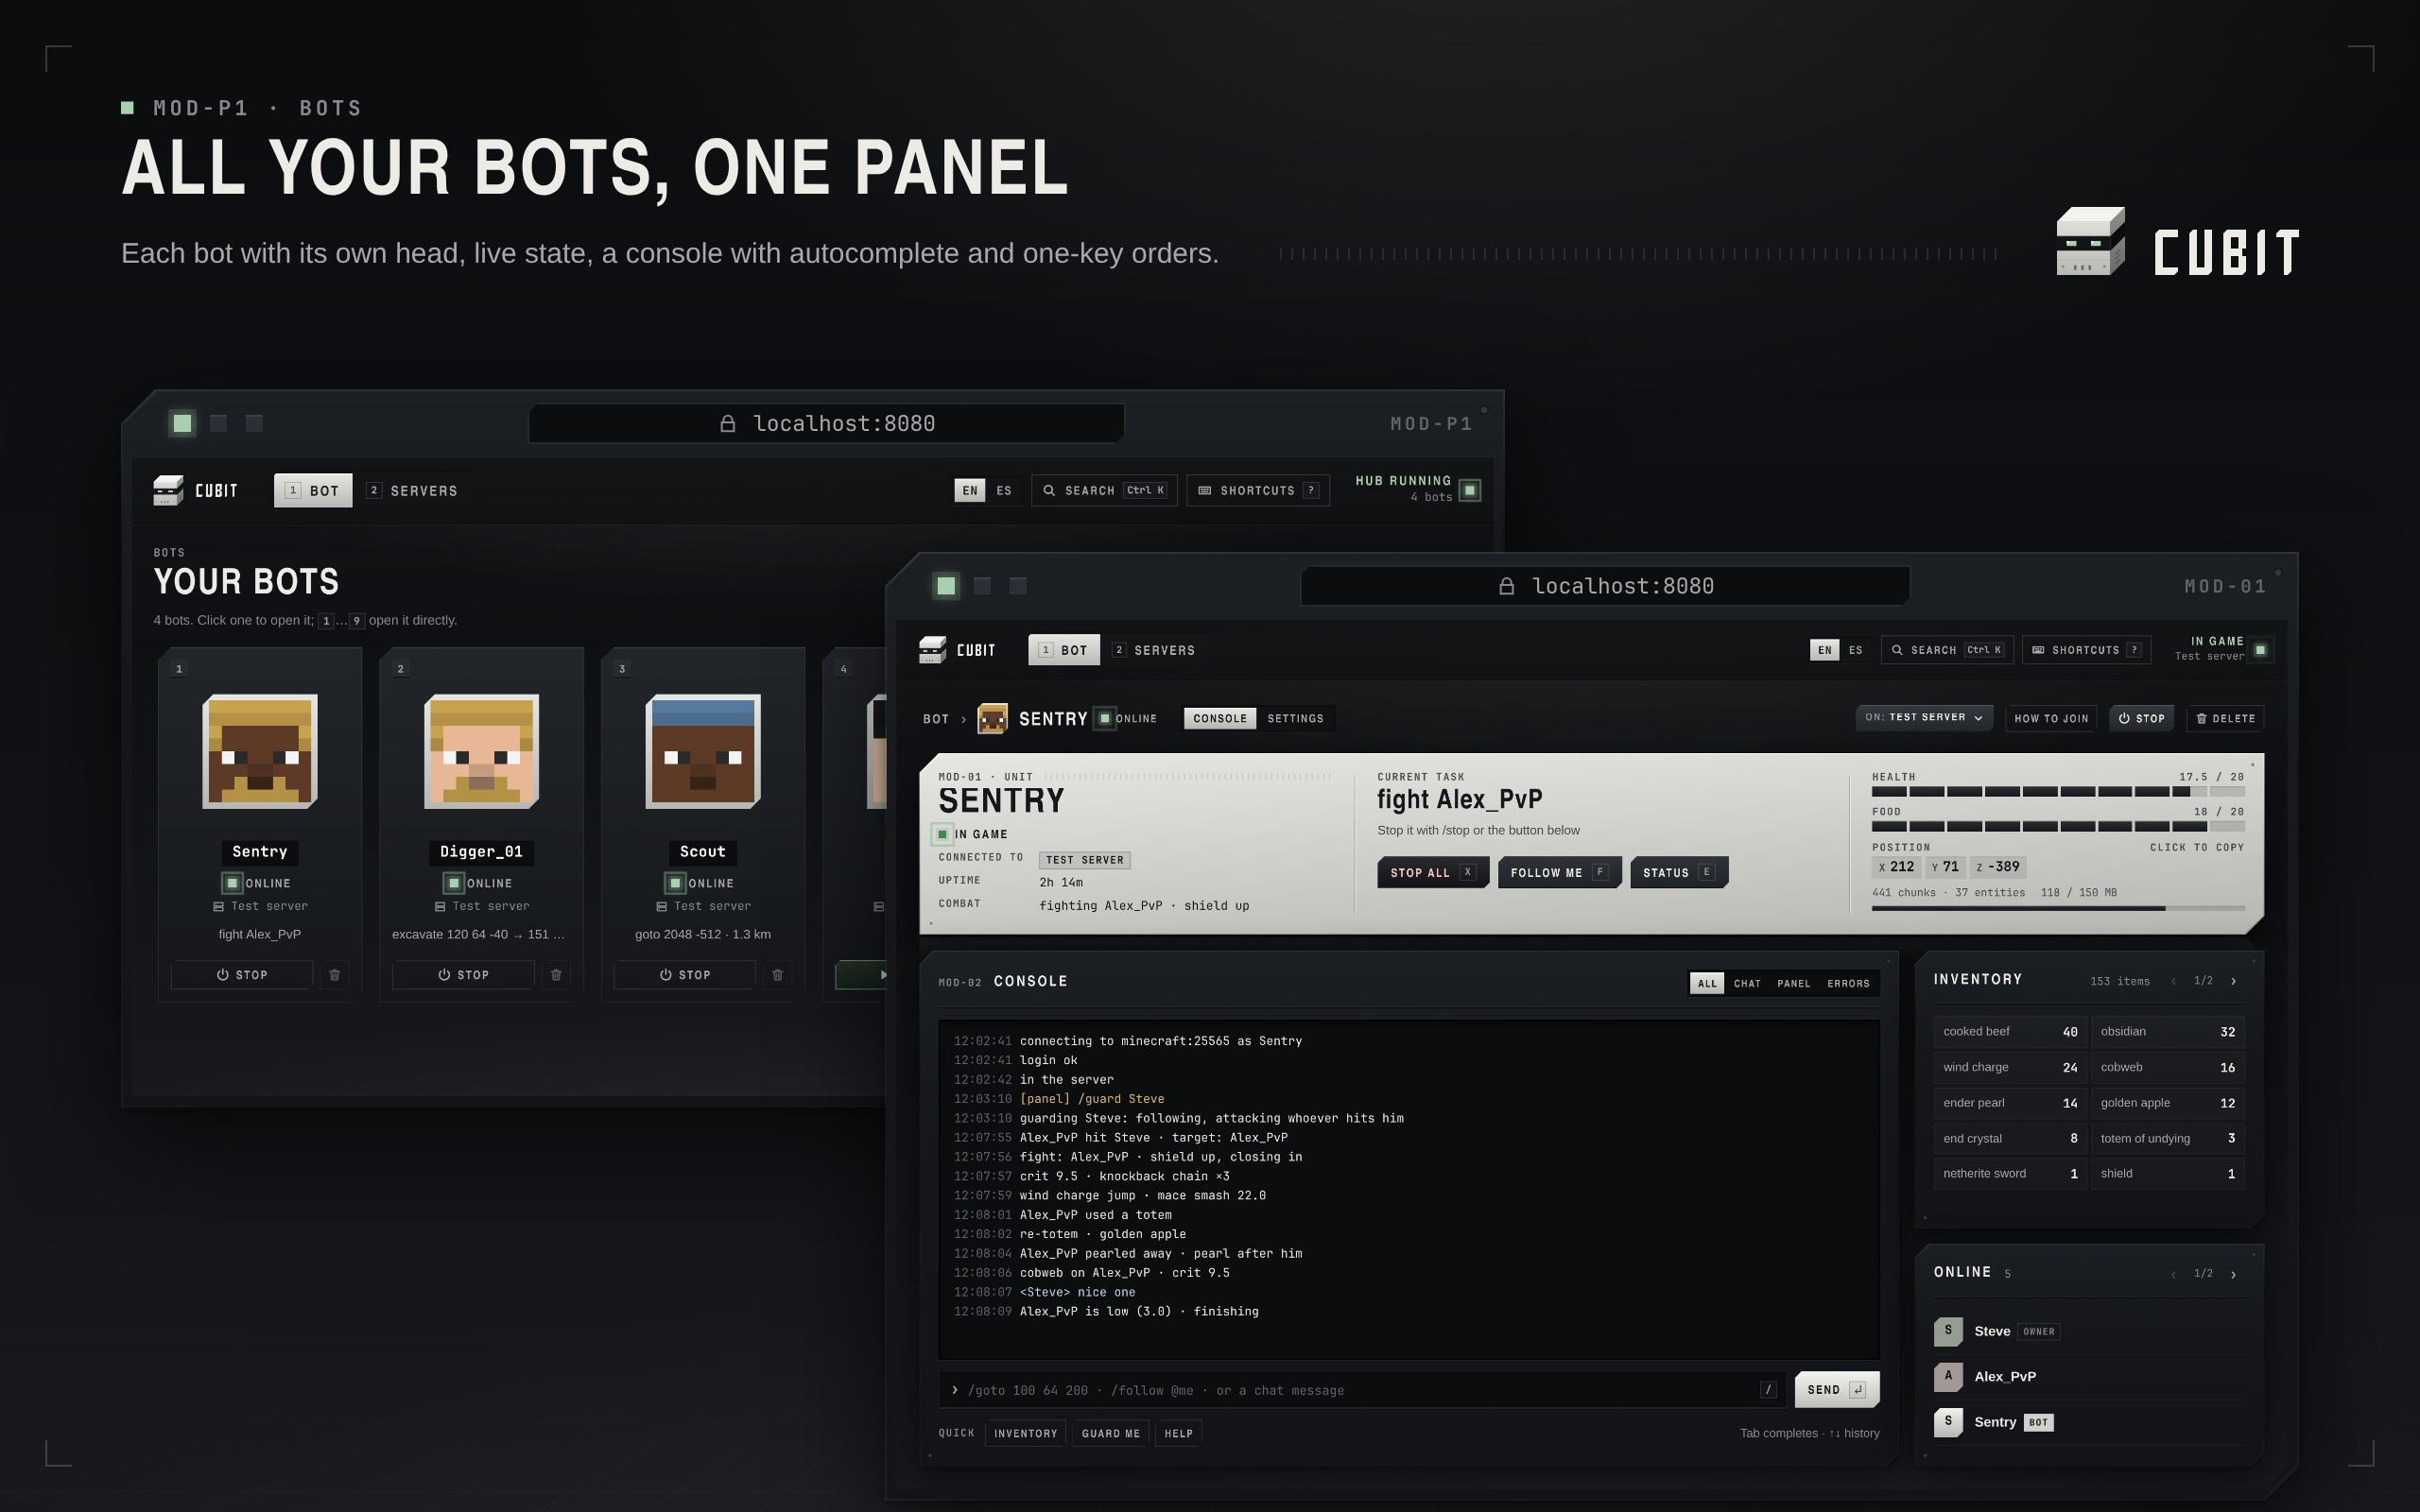 MOD-P1 · BOTS
ALL YOUR BOTS, ONE PANEL
Each bot with its own head, live state, a console with autocomplete and one-key orders.
CUBIT
localhost:8080
MOD-P1
CUBIT
1 BOT
2 SERVERS
EN ES
SEARCH Ctrl K
SHORTCUTS ?
HUB RUNNING
4 bots
BOTS
YOUR BOTS
4 bots. Click one to open it; 1...9 open it directly.
1
Sentry
ONLINE
Test server
fight Alex_PvP
STOP
2
Digger_01
ONLINE
Test server
excavate 120 64 -40 → 151 ...
STOP
3
Scout
ONLINE
Test server
goto 2048 -512 · 1.3 km
STOP
4
localhost:8080
MOD-01
CUBIT
1 BOT
2 SERVERS
EN ES
SEARCH Ctrl K
SHORTCUTS ?
IN GAME
Test server
BOT › SENTRY ONLINE
CONSOLE SETTINGS
ON: TEST SERVER
HOW TO JOIN
STOP
DELETE
MOD-01 · UNIT
SENTRY
IN GAME
CONNECTED TO TEST SERVER
UPTIME 2h 14m
COMBAT fighting Alex_PvP · shield up
CURRENT TASK
fight Alex_PvP
Stop it with /stop or the button below
STOP ALL X
FOLLOW ME F
STATUS E
HEALTH 17.5 / 20
FOOD 18 / 20
POSITION CLICK TO COPY
X 212 Y 71 Z -389
441 chunks · 37 entities 118 / 150 MB
MOD-02 CONSOLE
ALL CHAT PANEL ERRORS
12:02:41 connecting to minecraft:25565 as Sentry
12:02:41 login ok
12:02:42 in the server
12:03:10 [panel] /guard Steve
12:03:10 guarding Steve: following, attacking whoever hits him
12:07:55 Alex_PvP hit Steve · target: Alex_PvP
12:07:56 fight: Alex_PvP · shield up, closing in
12:07:57 crit 9.5 · knockback chain ×3
12:07:59 wind charge jump · mace smash 22.0
12:08:01 Alex_PvP used a totem
12:08:02 re-totem · golden apple
12:08:04 Alex_PvP pearled away · pearl after him
12:08:06 cobweb on Alex_PvP · crit 9.5
12:08:07 <Steve> nice one
12:08:09 Alex_PvP is low (3.0) · finishing
› /goto 100 64 200 · /follow @me · or a chat message /
SEND ↵
QUICK INVENTORY GUARD ME HELP
Tab completes · ↑↓ history
INVENTORY 153 items ‹ 1/2 ›
cooked beef 40 obsidian 32
wind charge 24 cobweb 16
ender pearl 14 golden apple 12
end crystal 8 totem of undying 3
netherite sword 1 shield 1
ONLINE 5 ‹ 1/2 ›
S Steve OWNER
A Alex_PvP
S Sentry BOT